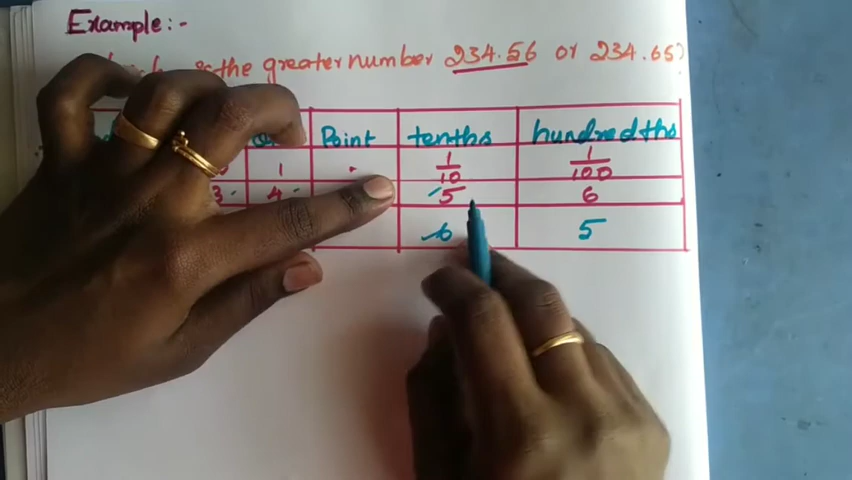 Example:-
the greater number 234.56 or 234.65?
Point tenths hundredths
1 . 1/10 1/100
3 4 5 6
6 5